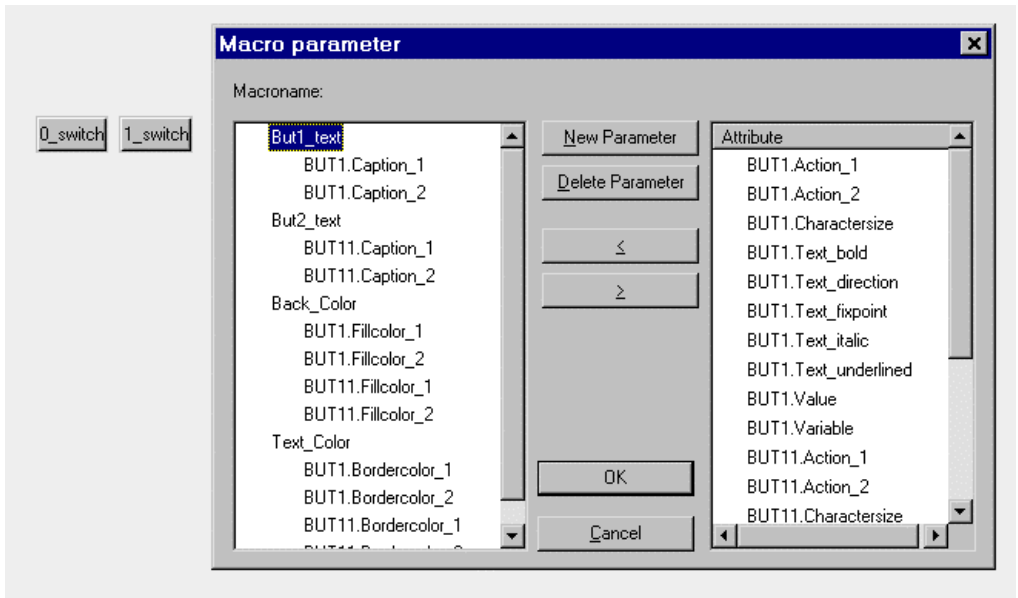 Macro parameter
Macroname:
0_switch
1_switch
But1_text
BUT1.Caption_1
BUT1.Caption_2
But2_text
BUT11.Caption_1
BUT11.Caption_2
Back_Color
BUT1.Fillcolor_1
BUT1.Fillcolor_2
BUT11.Fillcolor_1
BUT11.Fillcolor_2
Text_Color
BUT1.Bordercolor_1
BUT1.Bordercolor_2
BUT11.Bordercolor_1
New Parameter
Delete Parameter
<
>
OK
Cancel
Attribute
BUT1.Action_1
BUT1.Action_2
BUT1.Charactersize
BUT1.Text_bold
BUT1.Text_direction
BUT1.Text_fixpoint
BUT1.Text_italic
BUT1.Text_underlined
BUT1.Value
BUT1.Variable
BUT11.Action_1
BUT11.Action_2
BUT11.Charactersize